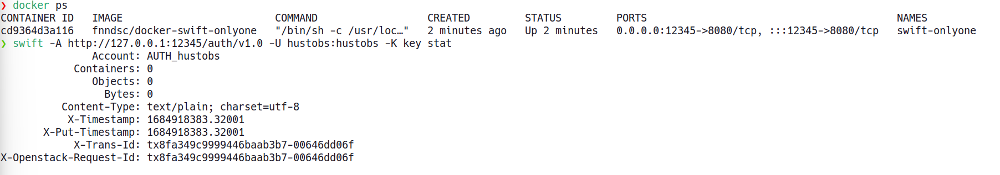 ❯ docker ps
CONTAINER ID   IMAGE                         COMMAND                  CREATED         STATUS         PORTS                                         NAMES
cd9364d3a116   fnndsc/docker-swift-onlyone   "/bin/sh -c /usr/loc…"   2 minutes ago   Up 2 minutes   0.0.0.0:12345->8080/tcp, :::12345->8080/tcp   swift-onlyone
❯ swift -A http://127.0.0.1:12345/auth/v1.0 -U hustobs:hustobs -K key stat
               Account: AUTH_hustobs
            Containers: 0
               Objects: 0
                 Bytes: 0
          Content-Type: text/plain; charset=utf-8
           X-Timestamp: 1684918383.32001
       X-Put-Timestamp: 1684918383.32001
            X-Trans-Id: tx8fa349c9999446baab3b7-00646dd06f
X-Openstack-Request-Id: tx8fa349c9999446baab3b7-00646dd06f